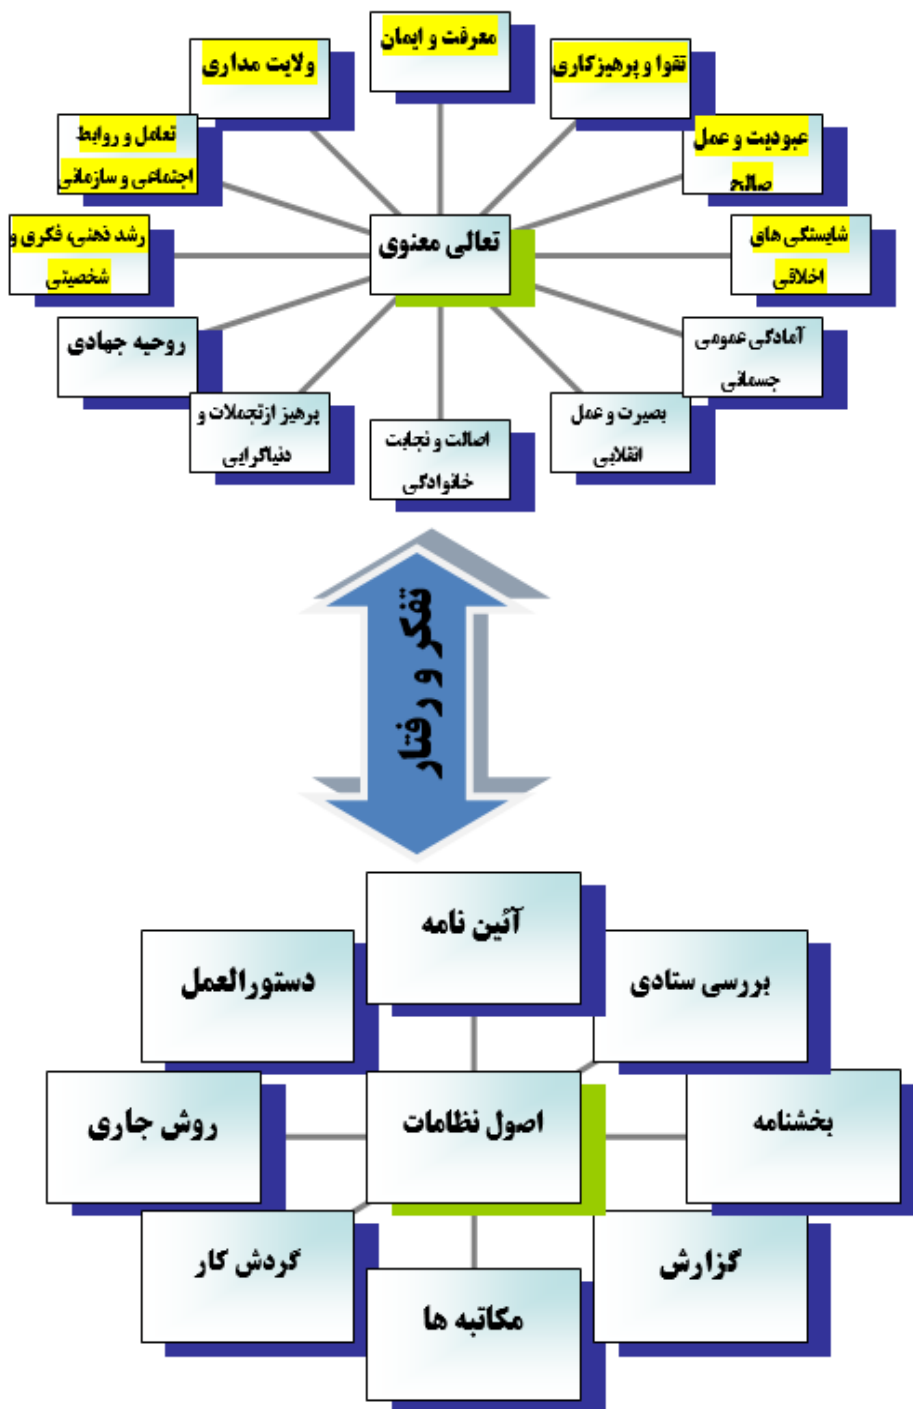 معرفت و ایمان
تقوا و پرهیزکاری
عبودیت و عمل
صالح
شایستگی های
اخلاقی
آمادگی عمومی
جسمانی
بصیرت و عمل
انقلابی
اصالت و نجابت
خانوادگی
پرهیز ازتجملات و
دنیاگرایی
روحیه جهادی
رشد ذهنی، فکری و
شخصیتی
تعامل و روابط
اجتماعی و سازمانی
ولایت مداری
تعالی معنوی
تفکر و رفتار
آئین نامه
بررسی ستادی
بخشنامه
گزارش
مکاتبه ها
گردش کار
روش جاری
دستورالعمل
اصول نظامات